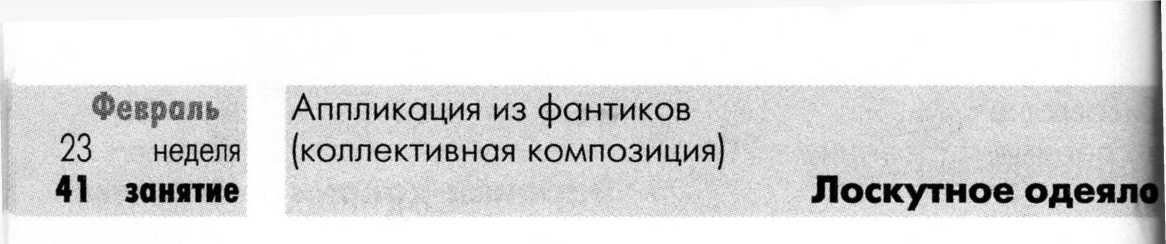 Февраль
23 неделя
41 занятие
Аппликация из фантиков
(коллективная композиция)
Лоскутное одеяло